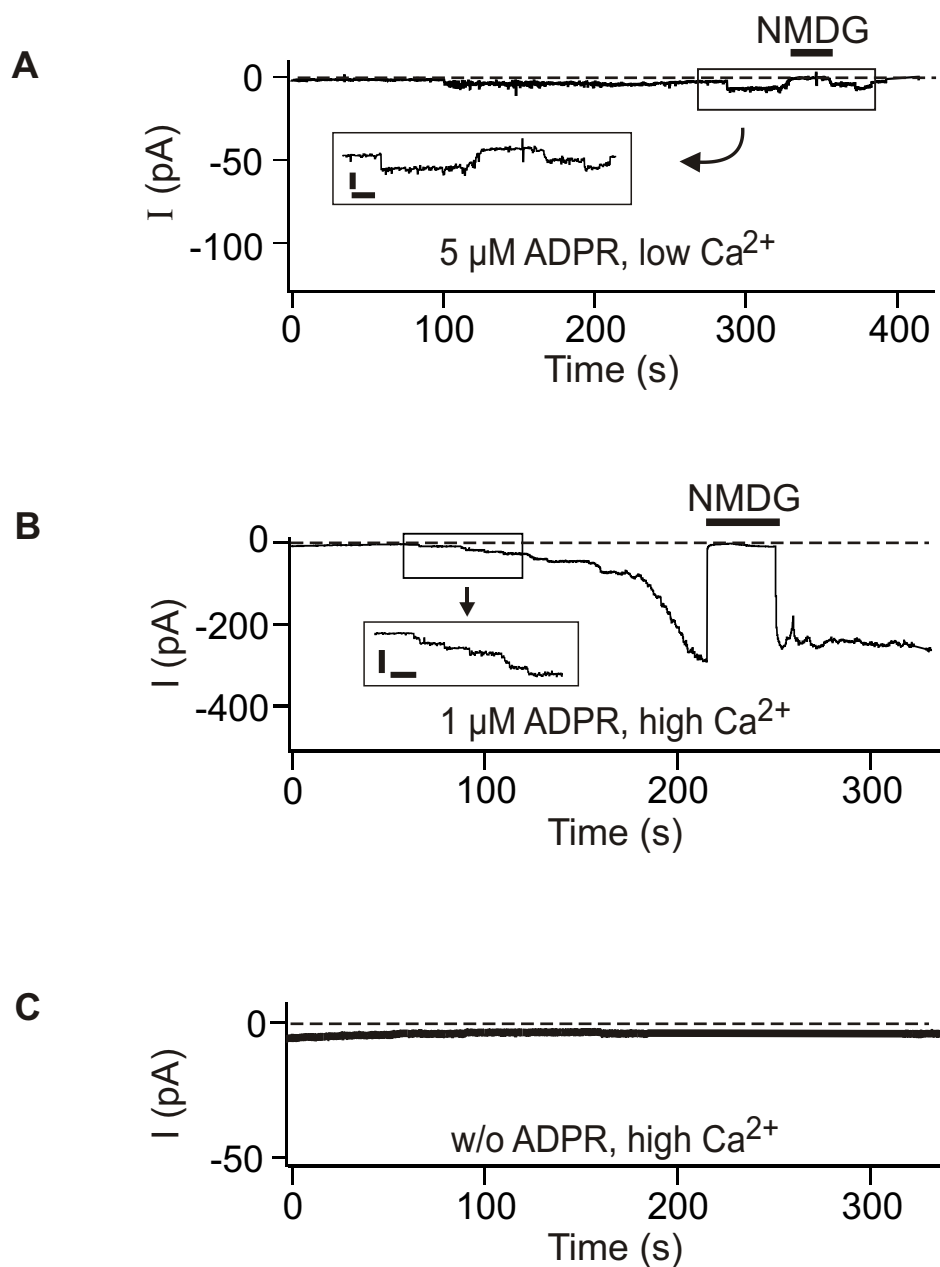 A
NMDG
0
-50
-100
I (pA)
5 µM ADPR, low Ca2+
0 100 200 300 400
Time (s)
B
NMDG
0
-200
-400
I (pA)
1 µM ADPR, high Ca2+
0 100 200 300
Time (s)
C
0
-50
I (pA)
w/o ADPR, high Ca2+
0 100 200 300
Time (s)